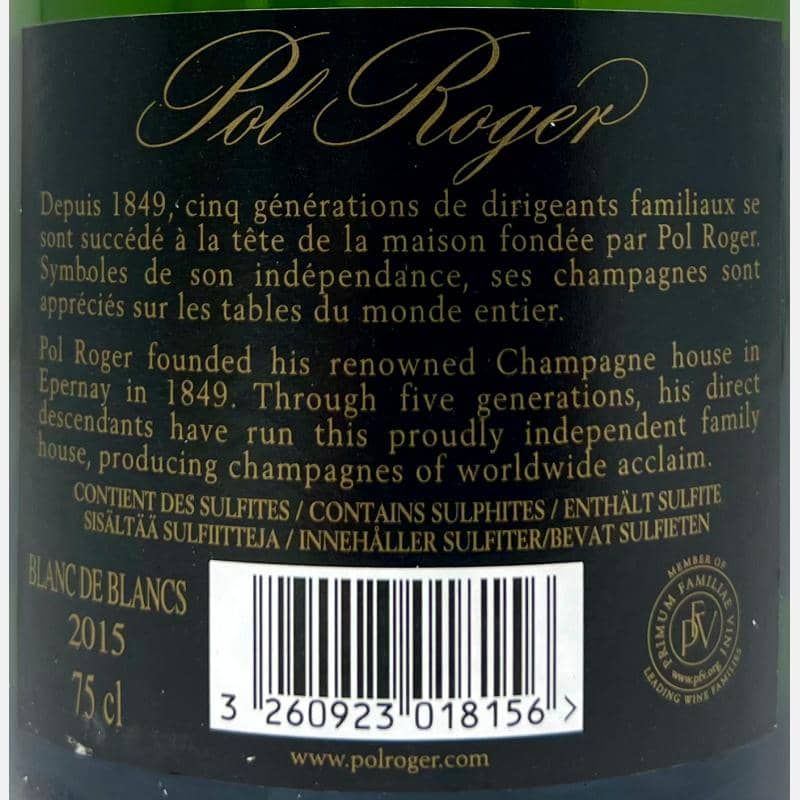 Pol Roger
Depuis 1849, cinq générations de dirigeants familiaux se
sont succédé à la tête de la maison fondée par Pol Roger.
Symboles de son indépendance, ses champagnes sont
appréciés sur les tables du monde entier.
Pol Roger founded his renowned Champagne house in
Epernay in 1849. Through five generations, his direct
descendants have run this proudly independent family
house, producing champagnes of worldwide acclaim.
CONTIENT DES SULFITES / CONTAINS SULPHITES / ENTHÄLT SULFITE
SISÄLTÄÄ SULFIITTEJA / INNEHÅLLER SULFITER/BEVAT SULFIETEN
BLANC DE BLANCS
2015
75 cl
3 260923 018156 >
MEMBER OF
PRIMUM FAMILIAE VINI
PFV
www.pfv.org
LEADING WINE FAMILIES
www.polroger.com